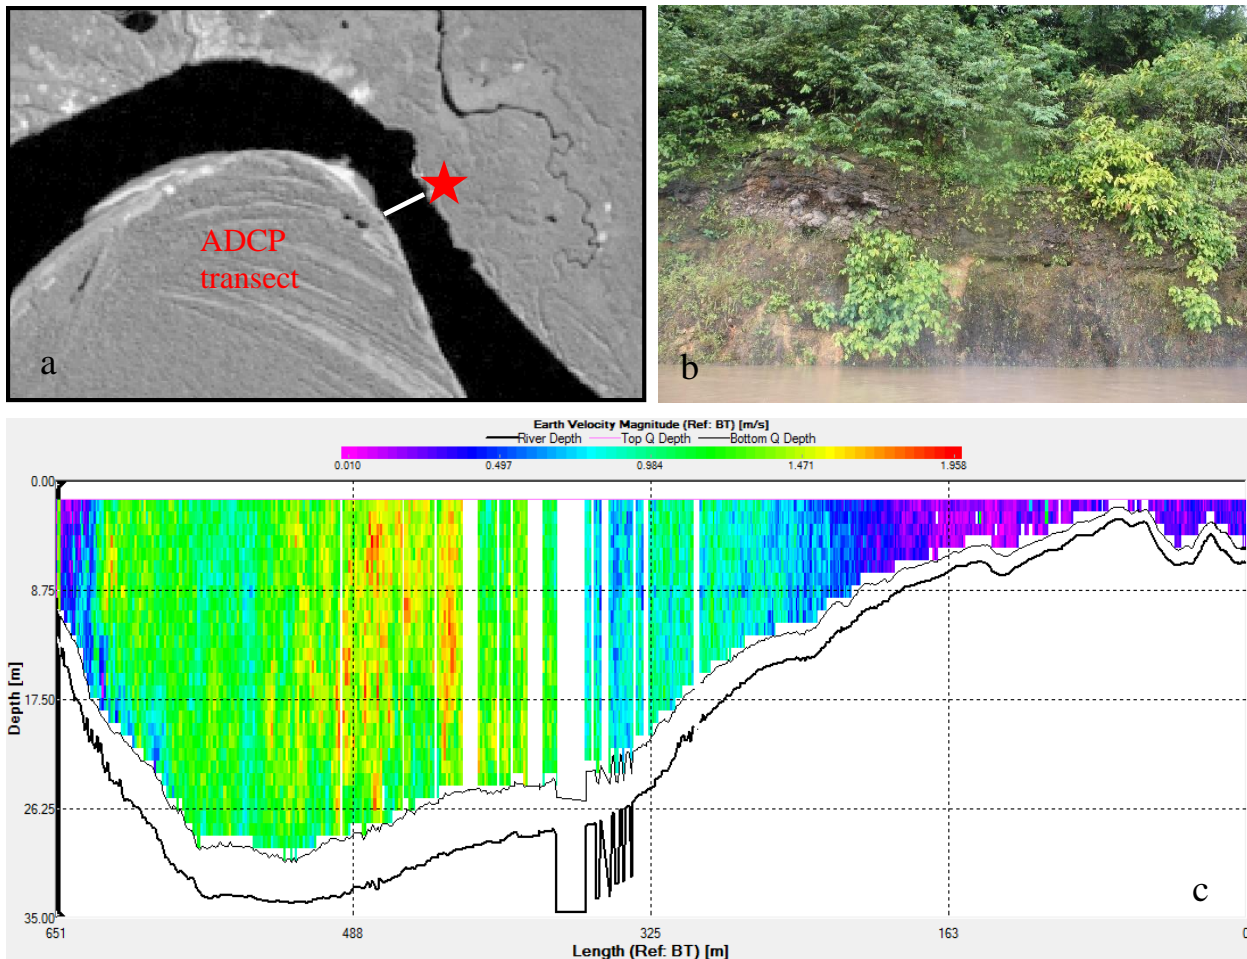 ADCP
transect
a
b
Earth Velocity Magnitude (Ref: BT) [m/s]
River Depth Top Q Depth Bottom Q Depth
0.010 0.497 0.984 1.471 1.958
0.00
8.75
17.50
26.25
35.00
Depth [m]
c
651 488 325 163 0
Length (Ref: BT) [m]